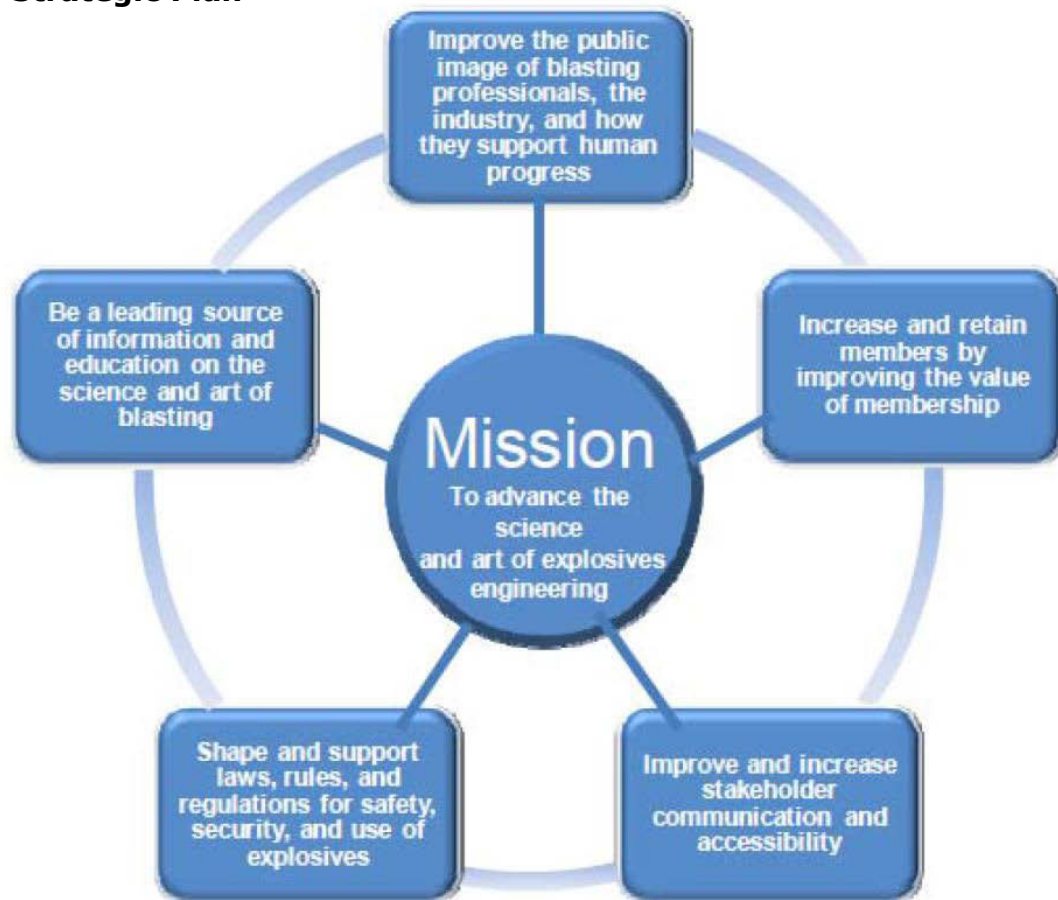 Strategic Plan
Improve the public
image of blasting
professionals, the
industry, and how
they support human
progress
Be a leading source
of information and
education on the
science and art of
blasting
Increase and retain
members by
improving the value
of membership
Mission
To advance the
science
and art of explosives
engineering
Shape and support
laws, rules, and
regulations for safety,
security, and use of
explosives
Improve and increase
stakeholder
communication and
accessibility